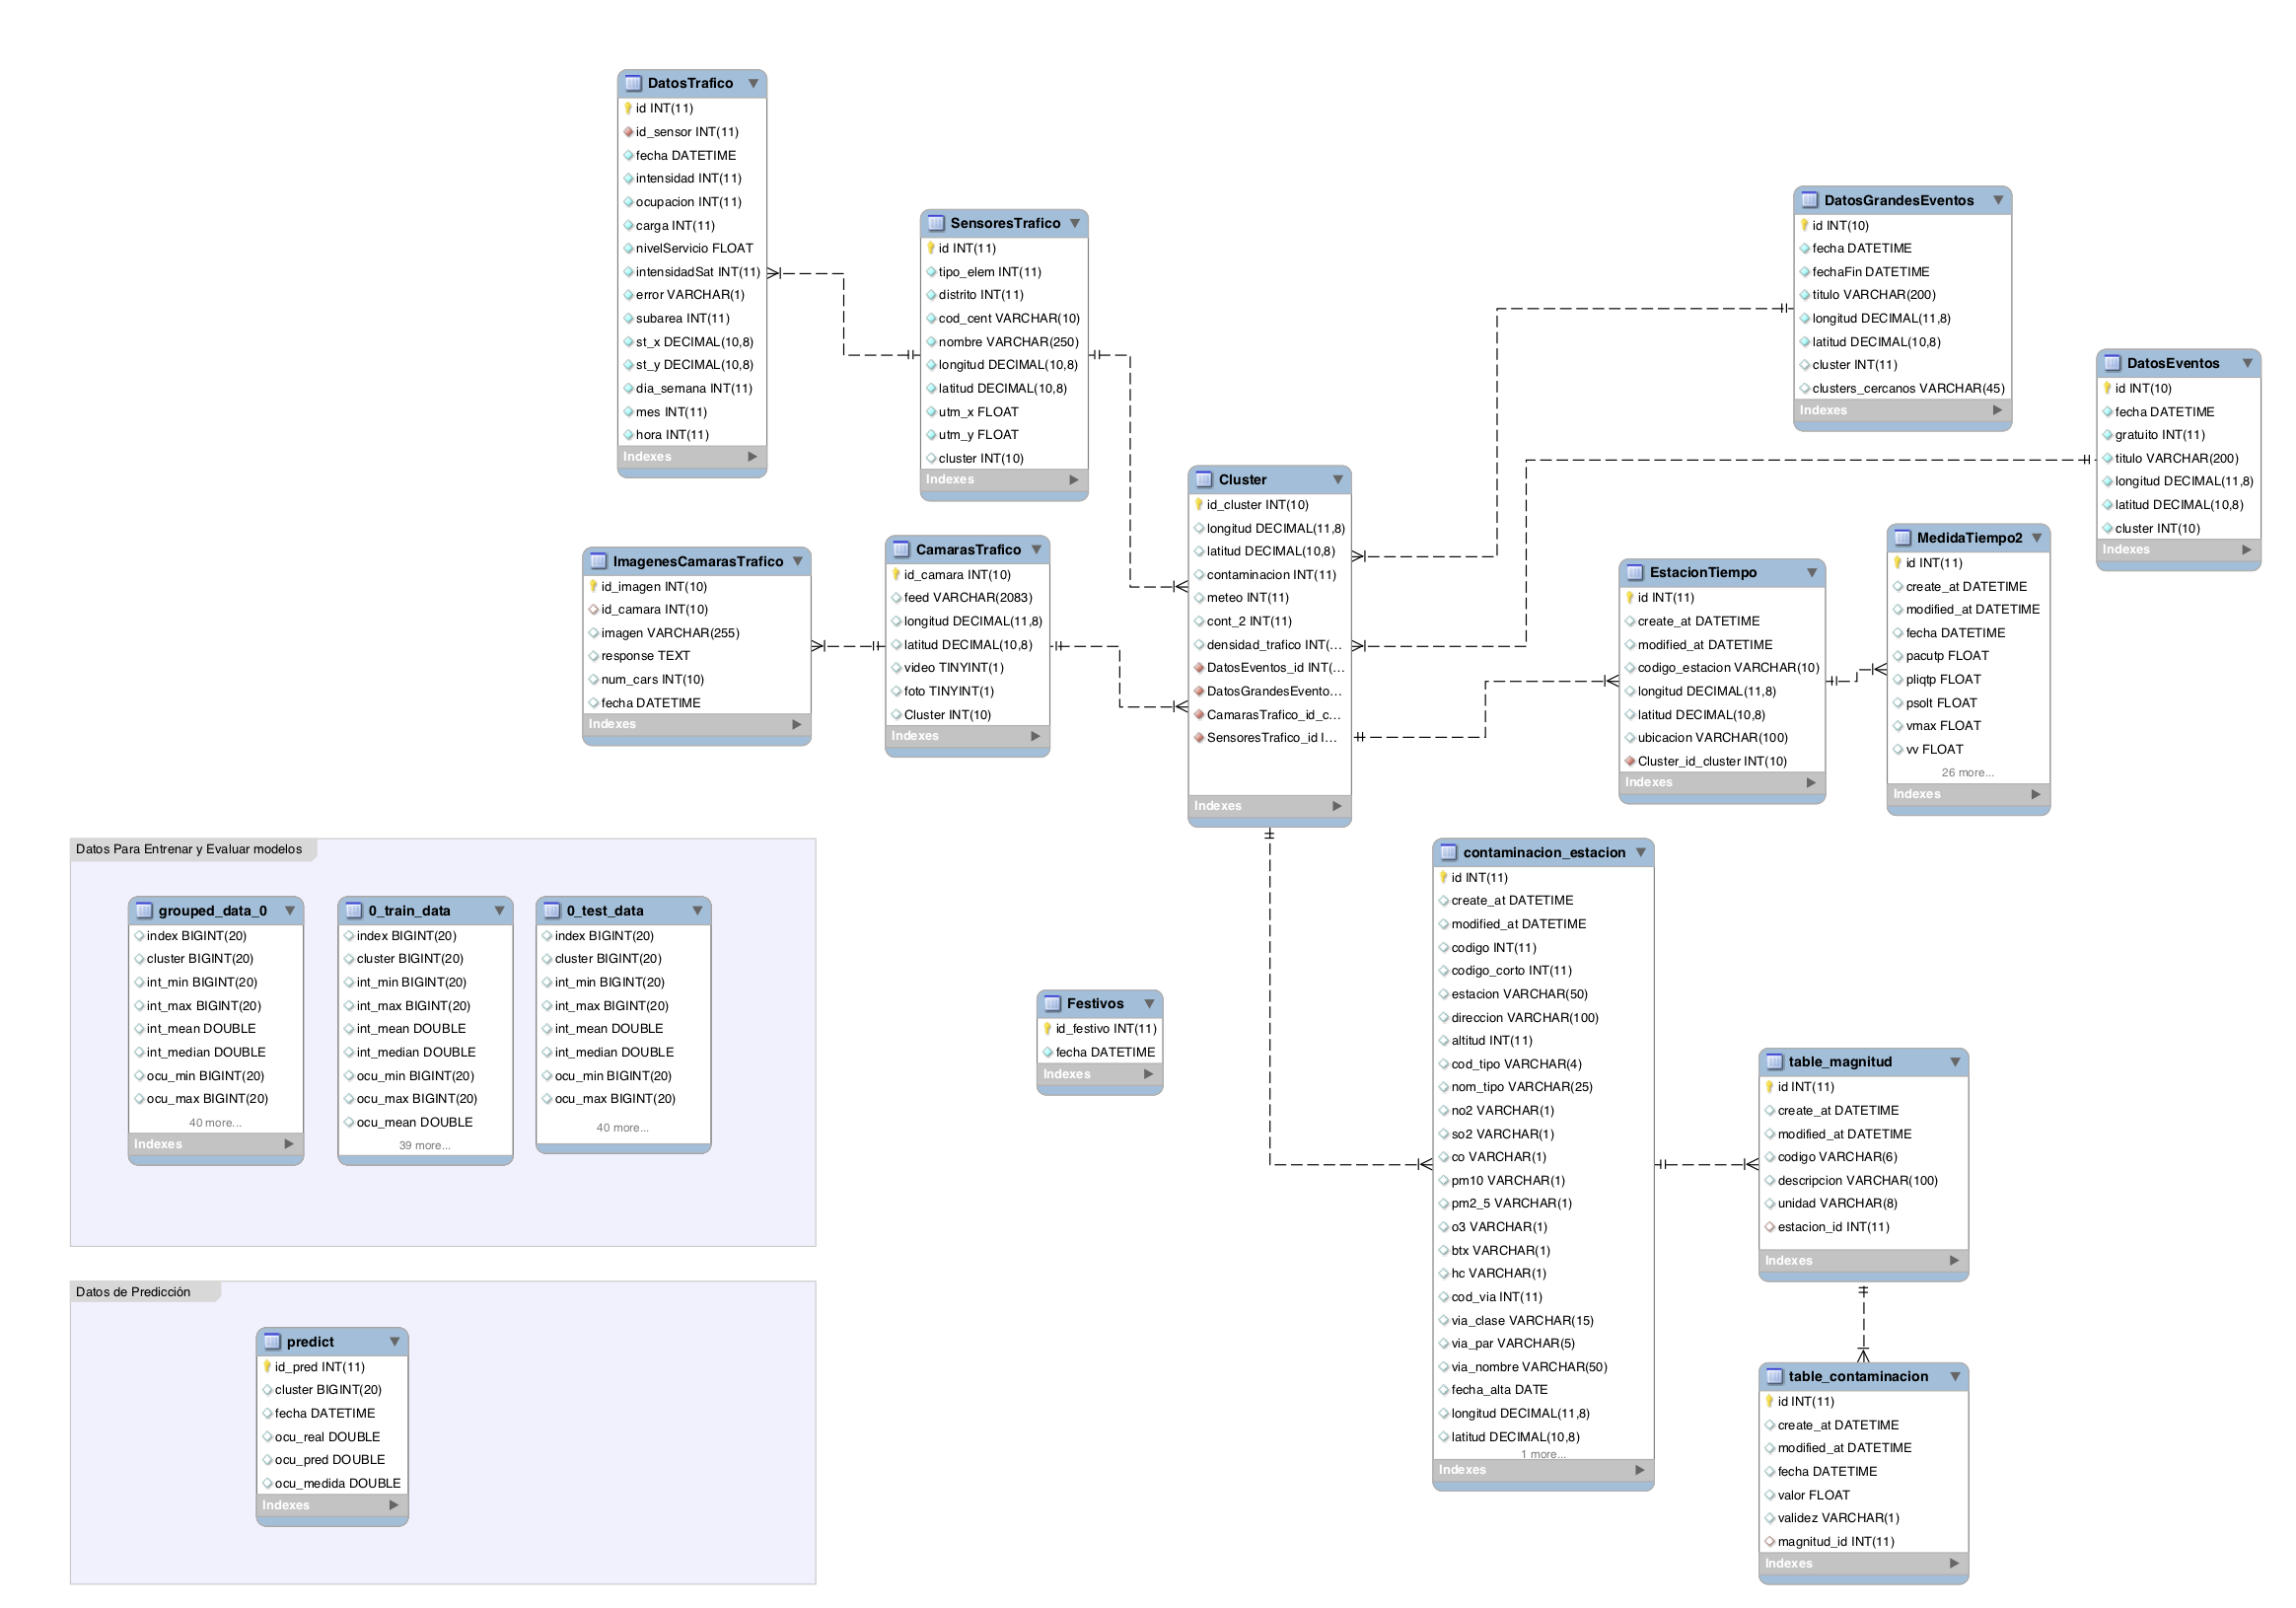 DatosTrafico
id INT(11)
id_sensor INT(11)
fecha DATETIME
intensidad INT(11)
ocupacion INT(11)
carga INT(11)
nivelServicio FLOAT
intensidadSat INT(11)
error VARCHAR(1)
subarea INT(11)
st_x DECIMAL(10,8)
st_y DECIMAL(10,8)
dia_semana INT(11)
mes INT(11)
hora INT(11)
Indexes
SensoresTrafico
id INT(11)
tipo_elem INT(11)
distrito INT(11)
cod_cent VARCHAR(10)
nombre VARCHAR(250)
longitud DECIMAL(10,8)
latitud DECIMAL(10,8)
utm_x FLOAT
utm_y FLOAT
cluster INT(10)
Indexes
DatosGrandesEventos
id INT(10)
fecha DATETIME
fechaFin DATETIME
titulo VARCHAR(200)
longitud DECIMAL(11,8)
latitud DECIMAL(10,8)
cluster INT(11)
clusters_cercanos VARCHAR(45)
Indexes
DatosEventos
id INT(10)
fecha DATETIME
gratuito INT(11)
titulo VARCHAR(200)
longitud DECIMAL(11,8)
latitud DECIMAL(10,8)
cluster INT(10)
Indexes
ImagenesCamarasTrafico
id_imagen INT(10)
id_camara INT(10)
imagen VARCHAR(255)
response TEXT
num_cars INT(10)
fecha DATETIME
Indexes
CamarasTrafico
id_camara INT(10)
feed VARCHAR(2083)
longitud DECIMAL(11,8)
latitud DECIMAL(10,8)
video TINYINT(1)
foto TINYINT(1)
Cluster INT(10)
Indexes
Cluster
id_cluster INT(10)
longitud DECIMAL(11,8)
latitud DECIMAL(10,8)
contaminacion INT(11)
meteo INT(11)
cont_2 INT(11)
densidad_trafico INT(...
DatosEventos_id INT(...
DatosGrandesEvento...
CamarasTrafico_id_c...
SensoresTrafico_id I...
Indexes
EstacionTiempo
id INT(11)
create_at DATETIME
modified_at DATETIME
codigo_estacion VARCHAR(10)
longitud DECIMAL(11,8)
latitud DECIMAL(10,8)
ubicacion VARCHAR(100)
Cluster_id_cluster INT(10)
Indexes
MedidaTiempo2
id INT(11)
create_at DATETIME
modified_at DATETIME
fecha DATETIME
pacutp FLOAT
pliqtp FLOAT
psolt FLOAT
vmax FLOAT
vv FLOAT
26 more...
Indexes
Datos Para Entrenar y Evaluar modelos
grouped_data_0
index BIGINT(20)
cluster BIGINT(20)
int_min BIGINT(20)
int_max BIGINT(20)
int_mean DOUBLE
int_median DOUBLE
ocu_min BIGINT(20)
ocu_max BIGINT(20)
40 more...
Indexes
0_train_data
index BIGINT(20)
cluster BIGINT(20)
int_min BIGINT(20)
int_max BIGINT(20)
int_mean DOUBLE
int_median DOUBLE
ocu_min BIGINT(20)
ocu_max BIGINT(20)
ocu_mean DOUBLE
39 more...
0_test_data
index BIGINT(20)
cluster BIGINT(20)
int_min BIGINT(20)
int_max BIGINT(20)
int_mean DOUBLE
int_median DOUBLE
ocu_min BIGINT(20)
ocu_max BIGINT(20)
40 more...
Festivos
id_festivo INT(11)
fecha DATETIME
Indexes
contaminacion_estacion
id INT(11)
create_at DATETIME
modified_at DATETIME
codigo INT(11)
codigo_corto INT(11)
estacion VARCHAR(50)
direccion VARCHAR(100)
altitud INT(11)
cod_tipo VARCHAR(4)
nom_tipo VARCHAR(25)
no2 VARCHAR(1)
so2 VARCHAR(1)
co VARCHAR(1)
pm10 VARCHAR(1)
pm2_5 VARCHAR(1)
o3 VARCHAR(1)
btx VARCHAR(1)
hc VARCHAR(1)
cod_via INT(11)
via_clase VARCHAR(15)
via_par VARCHAR(5)
via_nombre VARCHAR(50)
fecha_alta DATE
longitud DECIMAL(11,8)
latitud DECIMAL(10,8)
1 more...
Indexes
table_magnitud
id INT(11)
create_at DATETIME
modified_at DATETIME
codigo VARCHAR(6)
descripcion VARCHAR(100)
unidad VARCHAR(8)
estacion_id INT(11)
Indexes
table_contaminacion
id INT(11)
create_at DATETIME
modified_at DATETIME
fecha DATETIME
valor FLOAT
validez VARCHAR(1)
magnitud_id INT(11)
Indexes
Datos de Predicción
predict
id_pred INT(11)
cluster BIGINT(20)
fecha DATETIME
ocu_real DOUBLE
ocu_pred DOUBLE
ocu_medida DOUBLE
Indexes